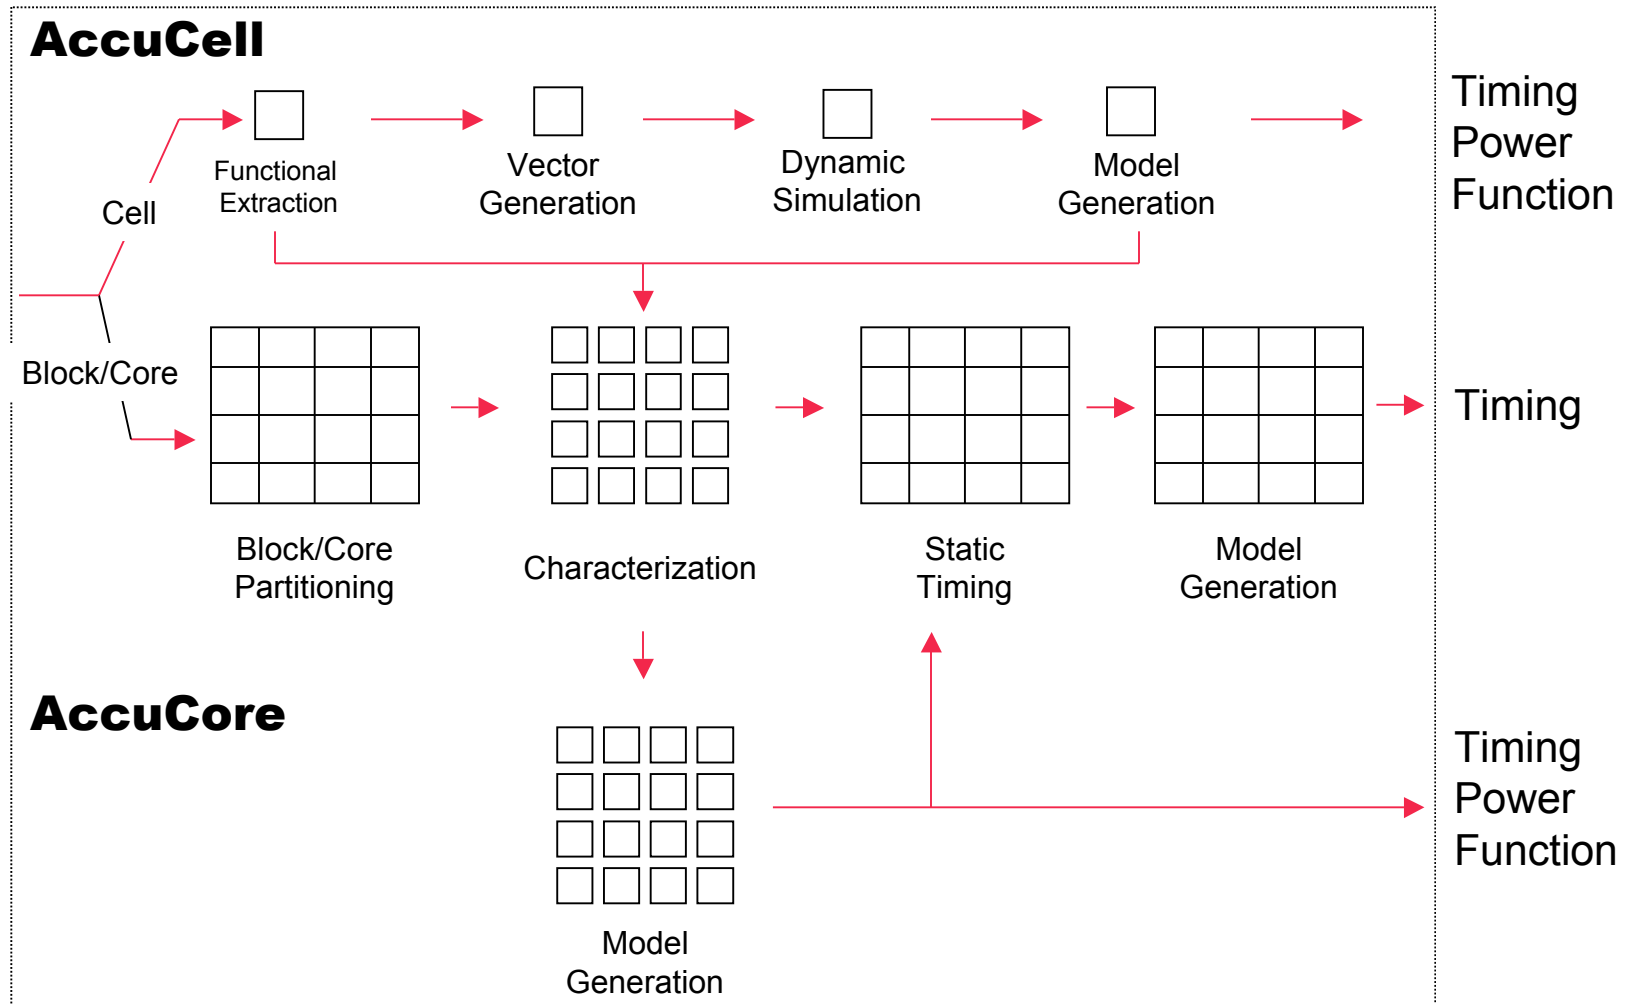 AccuCell
Timing
Power
Function
Functional
Extraction
Vector
Generation
Dynamic
Simulation
Model
Generation
Cell
Block/Core
Timing
Block/Core
Partitioning
Characterization
Static
Timing
Model
Generation
AccuCore
Timing
Power
Function
Model
Generation